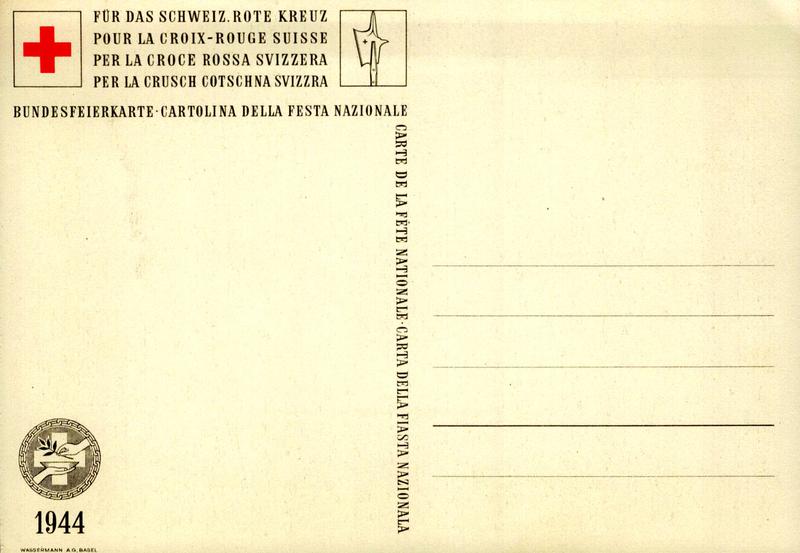 FÜR DAS SCHWEIZ. ROTE KREUZ
POUR LA CROIX-ROUGE SUISSE
PER LA CROCE ROSSA SVIZZERA
PER LA CRUSCH COTSCHNA SVIZZRA
BUNDESFEIERKARTE·CARTOLINA DELLA FESTA NAZIONALE
CARTE DE LA FÊTE NATIONALE·CARTA DELLA FIASTA NAZIONALA
1944
WASSERMANN A.G. BASEL